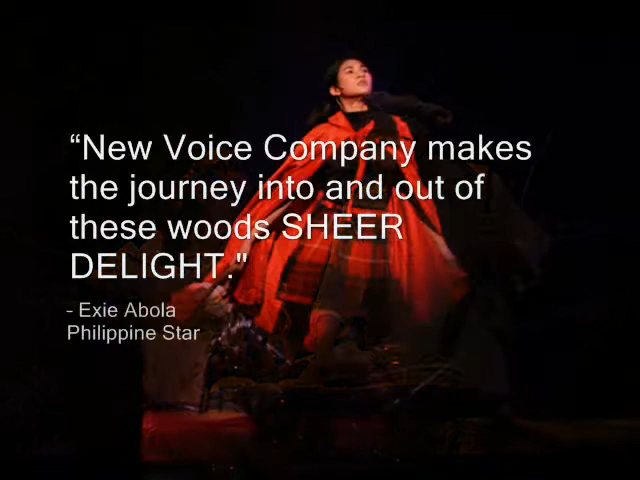 “New Voice Company makes
the journey into and out of
these woods SHEER
DELIGHT."
- Exie Abola
Philippine Star